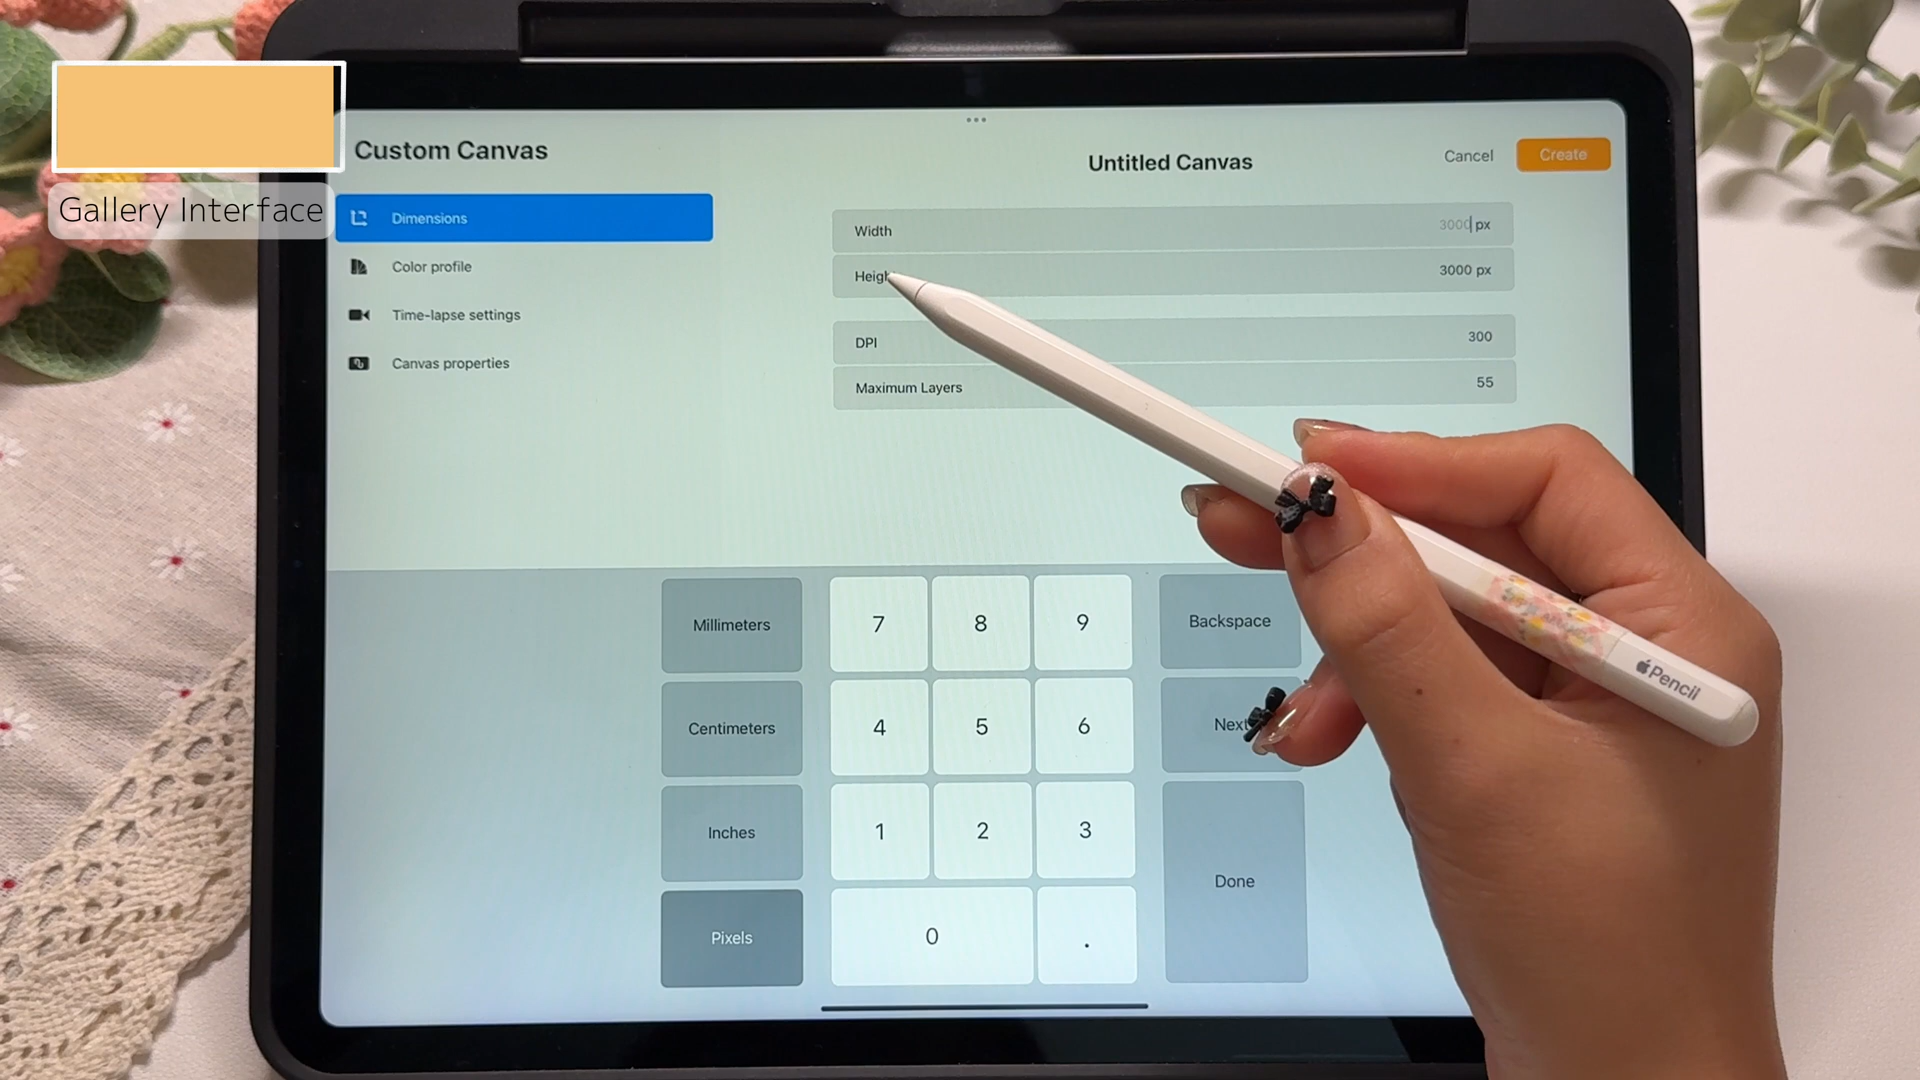 Gallery Interface
Custom Canvas
Dimensions
Color profile
Time-lapse settings
Canvas properties
Untitled Canvas
Cancel
Create
Width 3000 px
Height 3000 px
DPI 300
Maximum Layers 55
Millimeters 7 8 9 Backspace
Centimeters 4 5 6 Next
Inches 1 2 3
Done
Pixels 0 .
Pencil